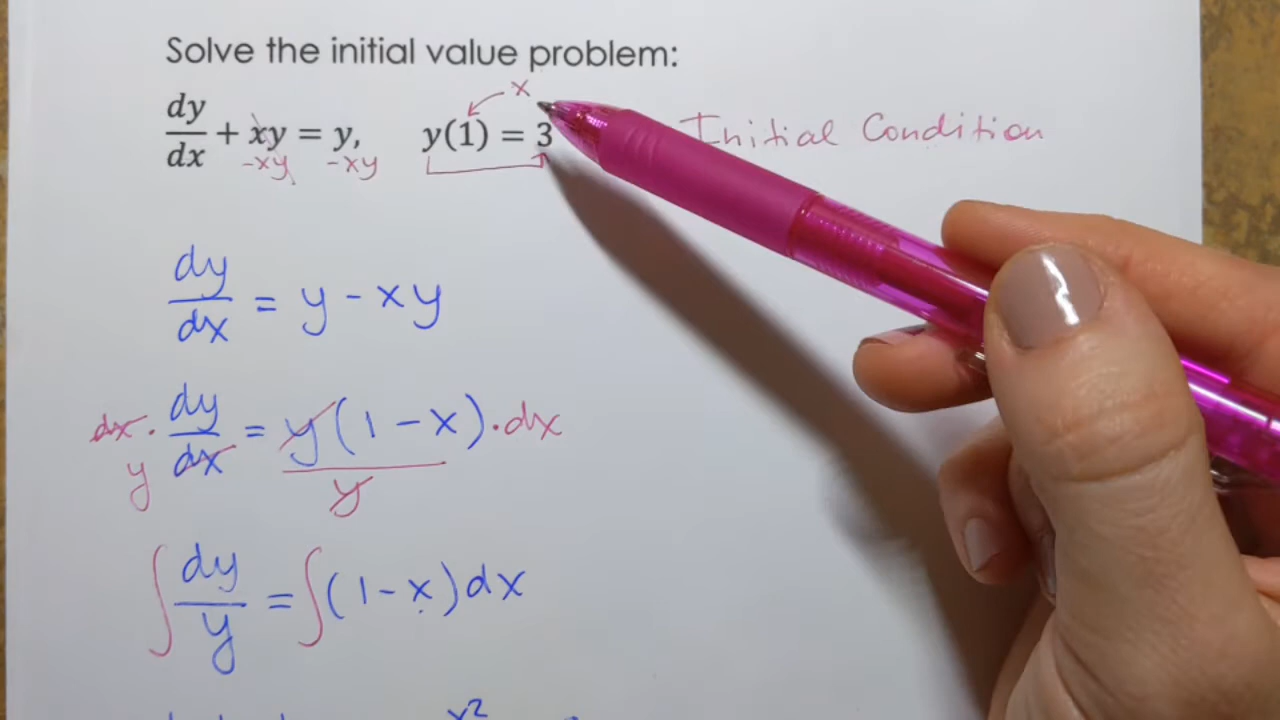 Solve the initial value problem:
x
dy/dx + xy = y, y(1) = 3 Initial Condition
-xy -xy
dy/dx = y - xy
dx · dy/dx = y(1 - x) · dx
y y
∫ dy/y = ∫ (1 - x) dx
x²